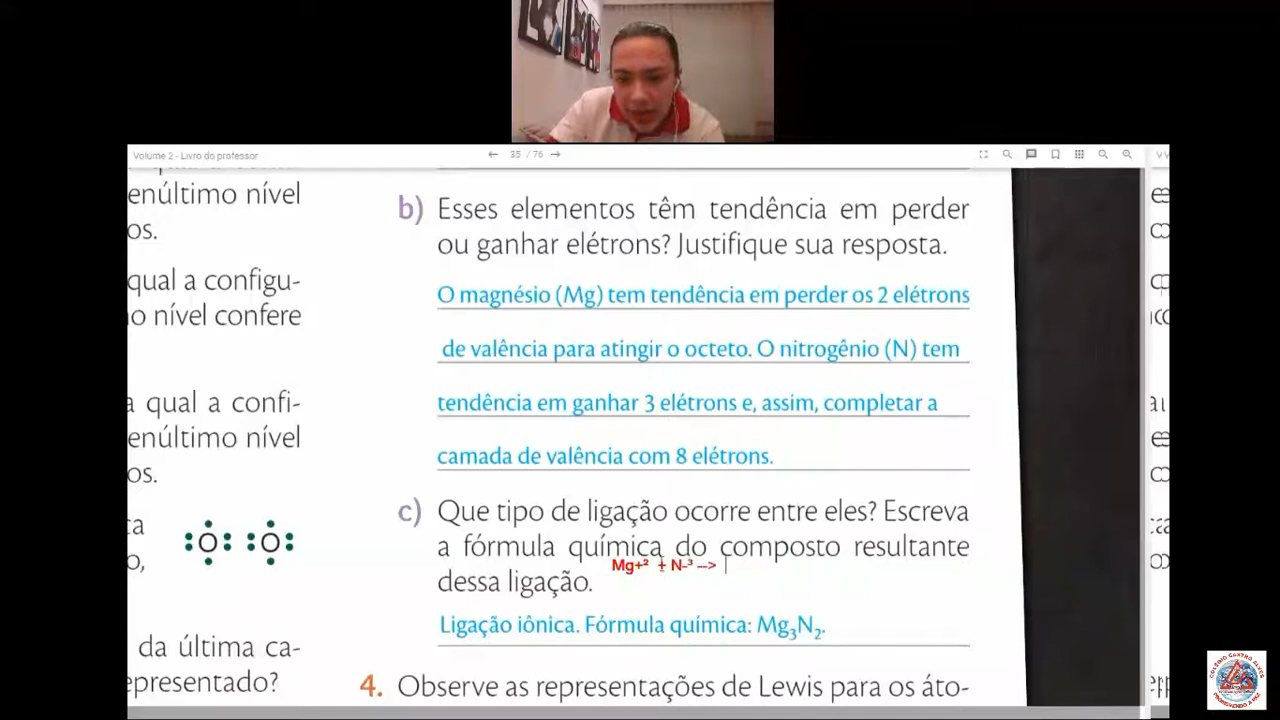 Volume 2 - Livro do professor
35 / 76
enúltimo nível
os.
qual a configu-
o nível confere
a qual a confi-
enúltimo nível
os.
O O
da última ca-
epresentado?
b) Esses elementos têm tendência em perder
ou ganhar elétrons? Justifique sua resposta.
O magnésio (Mg) tem tendência em perder os 2 elétrons
de valência para atingir o octeto. O nitrogênio (N) tem
tendência em ganhar 3 elétrons e, assim, completar a
camada de valência com 8 elétrons.
c) Que tipo de ligação ocorre entre eles? Escreva
a fórmula química do composto resultante
Mg+² + N-³ -->
dessa ligação.
Ligação iônica. Fórmula química: Mg₃N₂.
4. Observe as representações de Lewis para os áto-
COLÉGIO CASTRO ALVES